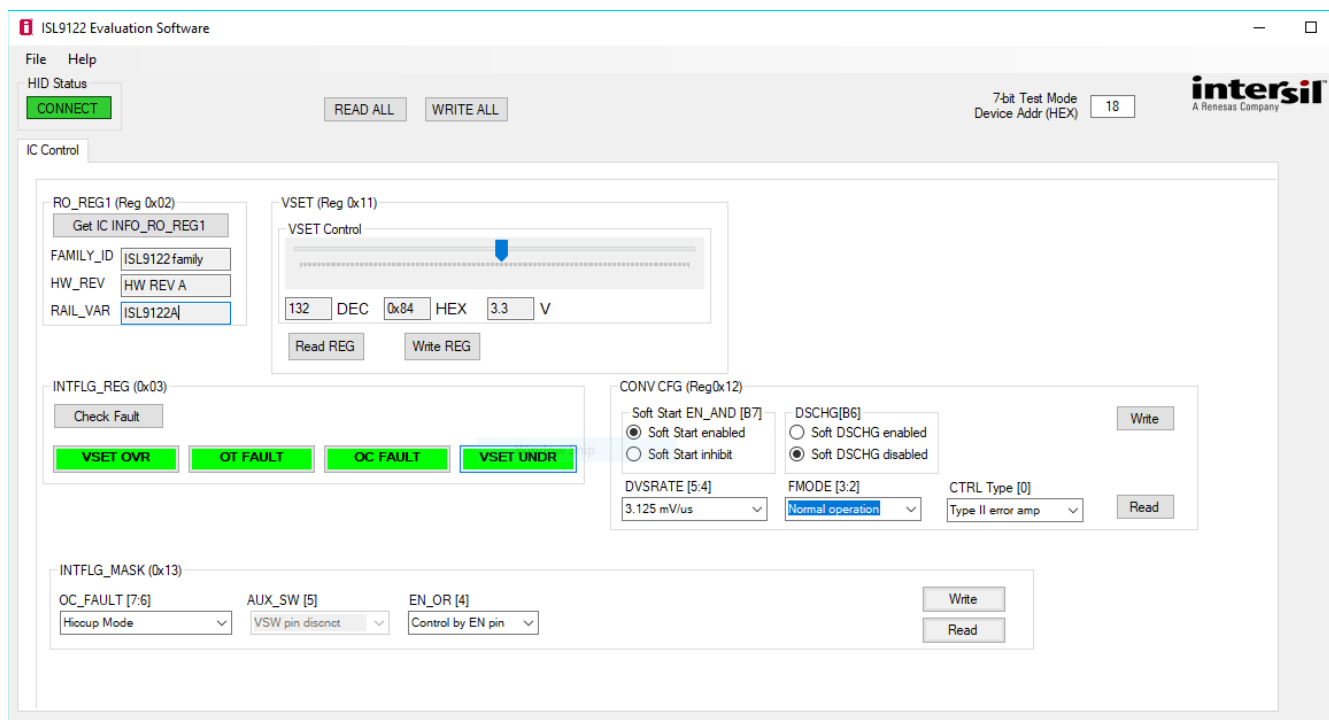 ISL9122 Evaluation Software
File Help
HID Status
CONNECT
READ ALL WRITE ALL
7-bit Test Mode
Device Addr (HEX) 18
intersil
A Renesas Company
IC Control
RO_REG1 (Reg 0x02)
Get IC INFO_RO_REG1
FAMILY_ID ISL9122 family
HW_REV HW REV A
RAIL_VAR ISL9122A
VSET (Reg 0x11)
VSET Control
132 DEC 0x84 HEX 3.3 V
Read REG Write REG
INTFLG_REG (0x03)
Check Fault
VSET OVR OT FAULT OC FAULT VSET UNDR
Window Snip
CONV CFG (Reg0x12)
Soft Start EN_AND [B7] DSCHG[B6]
Soft Start enabled Soft DSCHG enabled
Soft Start inhibit Soft DSCHG disabled
Write
DVSRATE [5:4] FMODE [3:2] CTRL Type [0]
3.125 mV/us Normal operation Type II error amp Read
INTFLG_MASK (0x13)
OC_FAULT [7:6] AUX_SW [5] EN_OR [4]
Hiccup Mode VSW pin discnct Control by EN pin
Write
Read